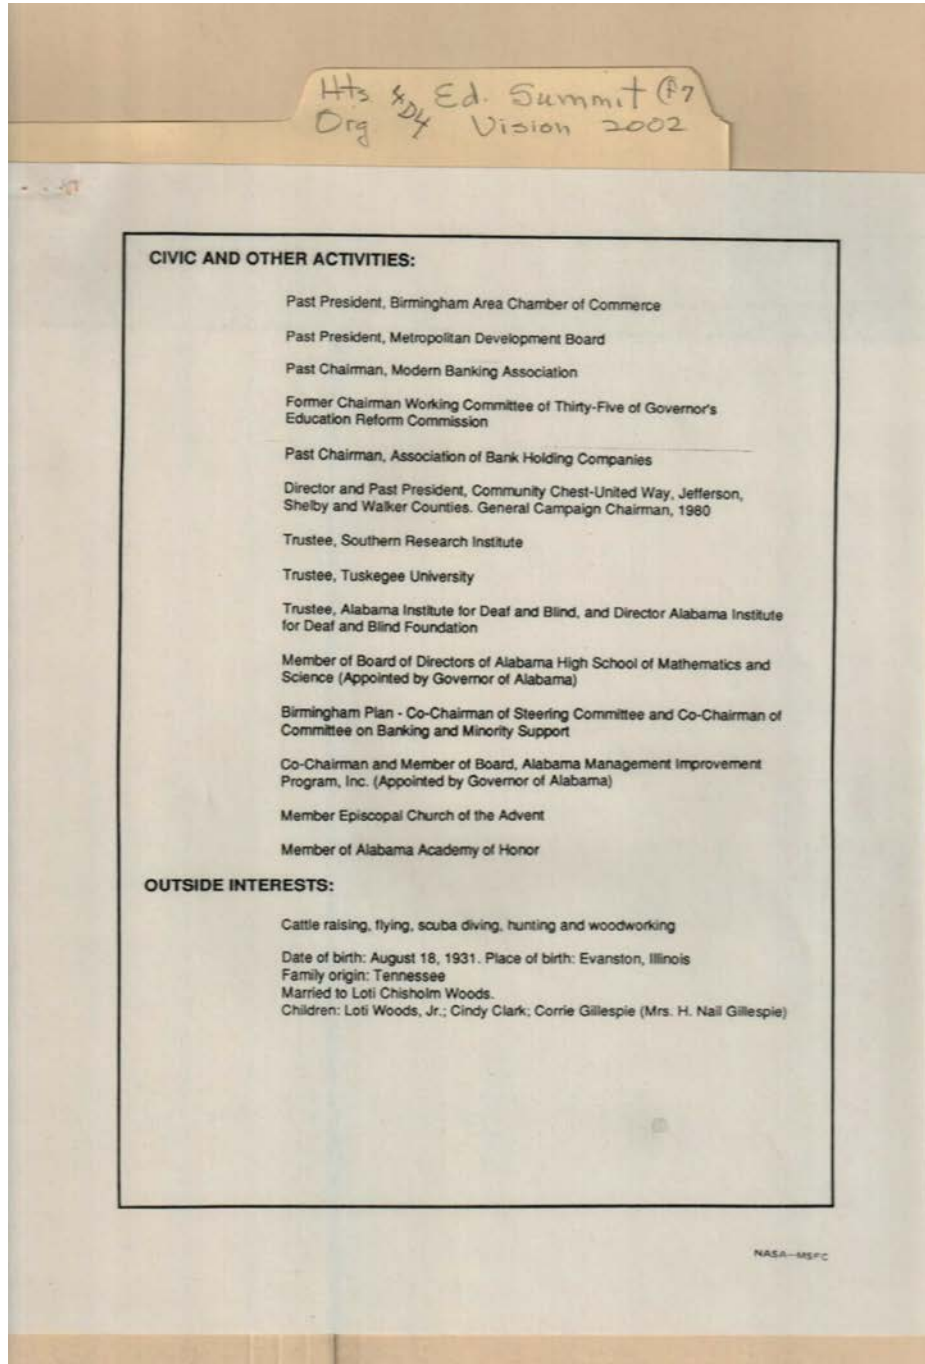 Hts & Ed. Summit
Org D4 Vision 2002
CIVIC AND OTHER ACTIVITIES:
Past President, Birmingham Area Chamber of Commerce
Past President, Metropolitan Development Board
Past Chairman, Modern Banking Association
Former Chairman Working Committee of Thirty-Five of Governor's
Education Reform Commission
Past Chairman, Association of Bank Holding Companies
Director and Past President, Community Chest-United Way, Jefferson,
Shelby and Walker Counties. General Campaign Chairman, 1980
Trustee, Southern Research Institute
Trustee, Tuskegee University
Trustee, Alabama Institute for Deaf and Blind, and Director Alabama Institute
for Deaf and Blind Foundation
Member of Board of Directors of Alabama High School of Mathematics and
Science (Appointed by Governor of Alabama)
Birmingham Plan - Co-Chairman of Steering Committee and Co-Chairman of
Committee on Banking and Minority Support
Co-Chairman and Member of Board, Alabama Management Improvement
Program, Inc. (Appointed by Governor of Alabama)
Member Episcopal Church of the Advent
Member of Alabama Academy of Honor
OUTSIDE INTERESTS:
Cattle raising, flying, scuba diving, hunting and woodworking
Date of birth: August 18, 1931. Place of birth: Evanston, Illinois
Family origin: Tennessee
Married to Loti Chisholm Woods.
Children: Loti Woods, Jr.; Cindy Clark; Corrie Gillespie (Mrs. H. Nail Gillespie)
NASA—MSFC